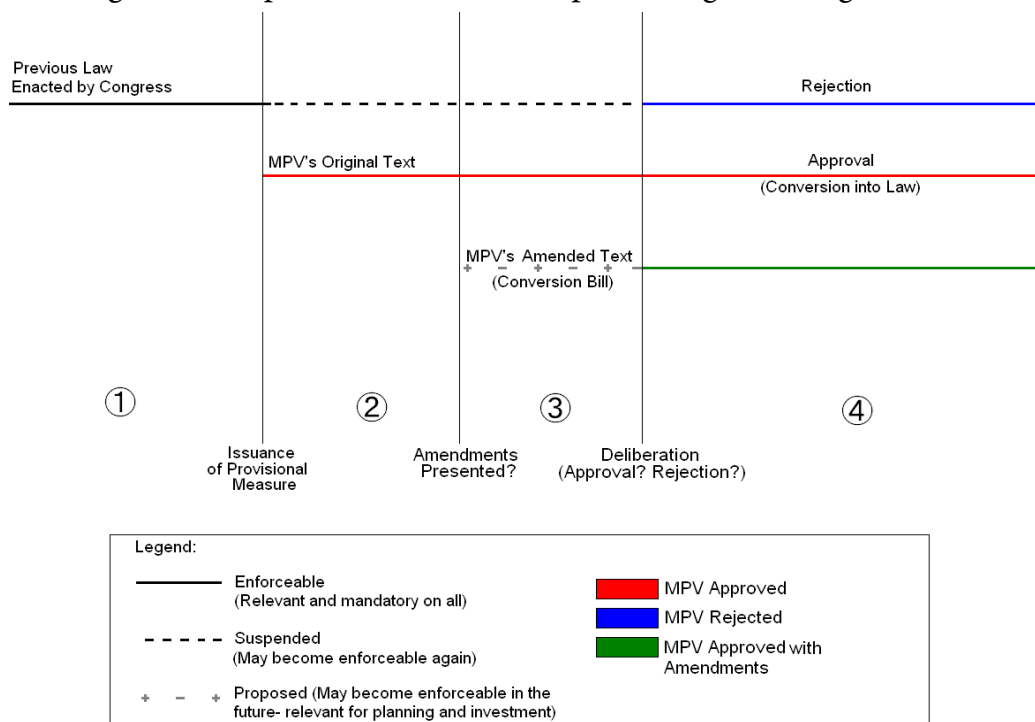 Previous Law
Enacted by Congress
Rejection
MPV's Original Text
Approval
(Conversion into Law)
MPV's Amended Text
(Conversion Bill)
1
2
3
4
Issuance
of Provisional
Measure
Amendments
Presented?
Deliberation
(Approval? Rejection?)
Legend:
Enforceable
(Relevant and mandatory on all)
Suspended
(May become enforceable again)
Proposed (May become enforceable in the
future- relevant for planning and investment)
MPV Approved
MPV Rejected
MPV Approved with
Amendments